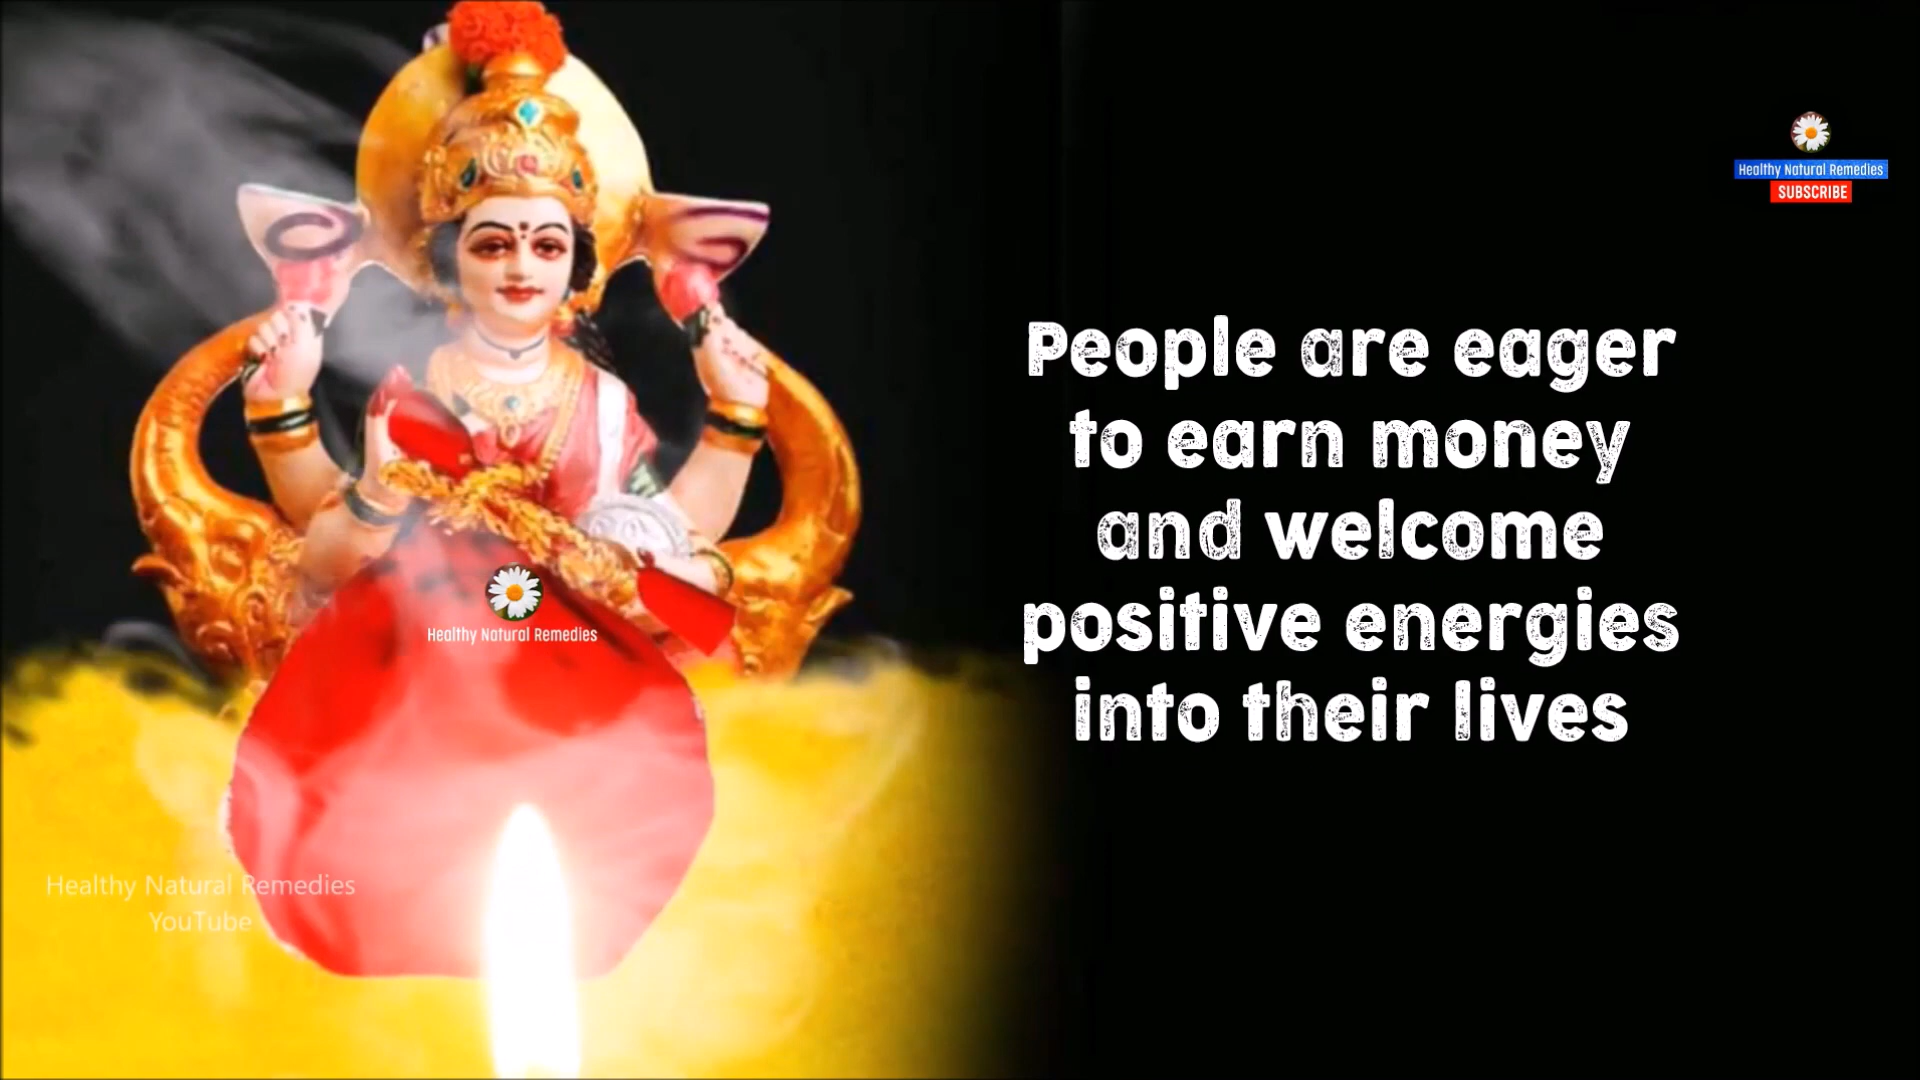 Healthy Natural Remedies
SUBSCRIBE
People are eager
to earn money
and welcome
positive energies
into their lives
Healthy Natural Remedies
Healthy Natural Remedies
YouTube